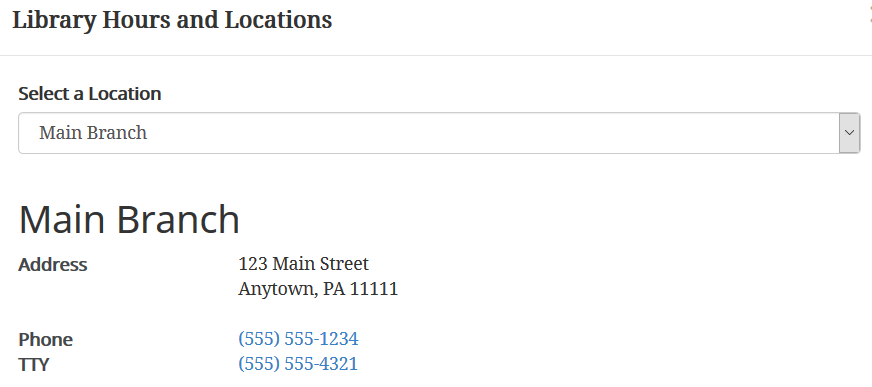 Library Hours and Locations
Select a Location
Main Branch
Main Branch
Address 123 Main Street
Anytown, PA 11111
Phone (555) 555-1234
TTY (555) 555-4321